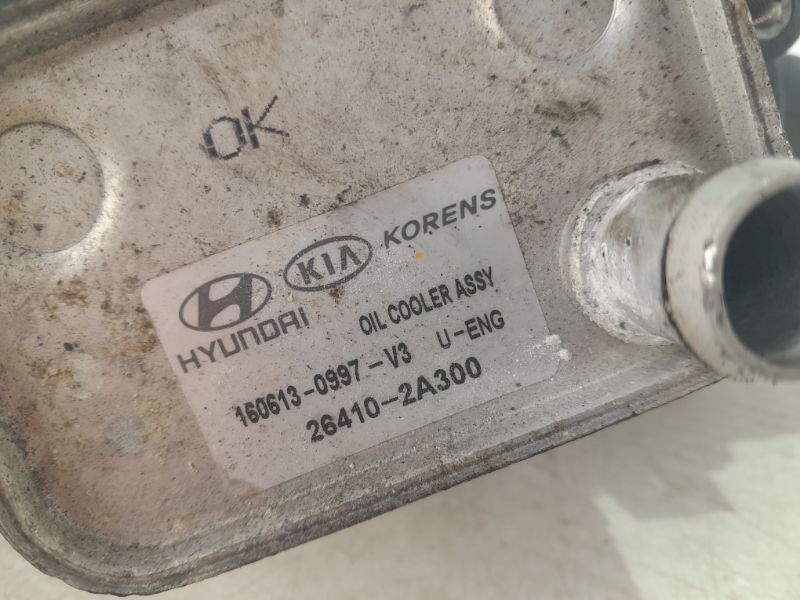 OK
HYUNDAI KIA KORENS
OIL COOLER ASSY
160613-0997-V3 U-ENG
26410-2A300